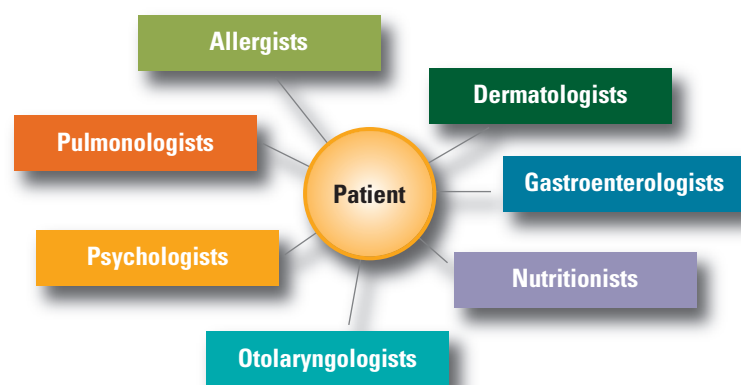 Allergists
Dermatologists
Pulmonologists
Gastroenterologists
Patient
Psychologists
Nutritionists
Otolaryngologists